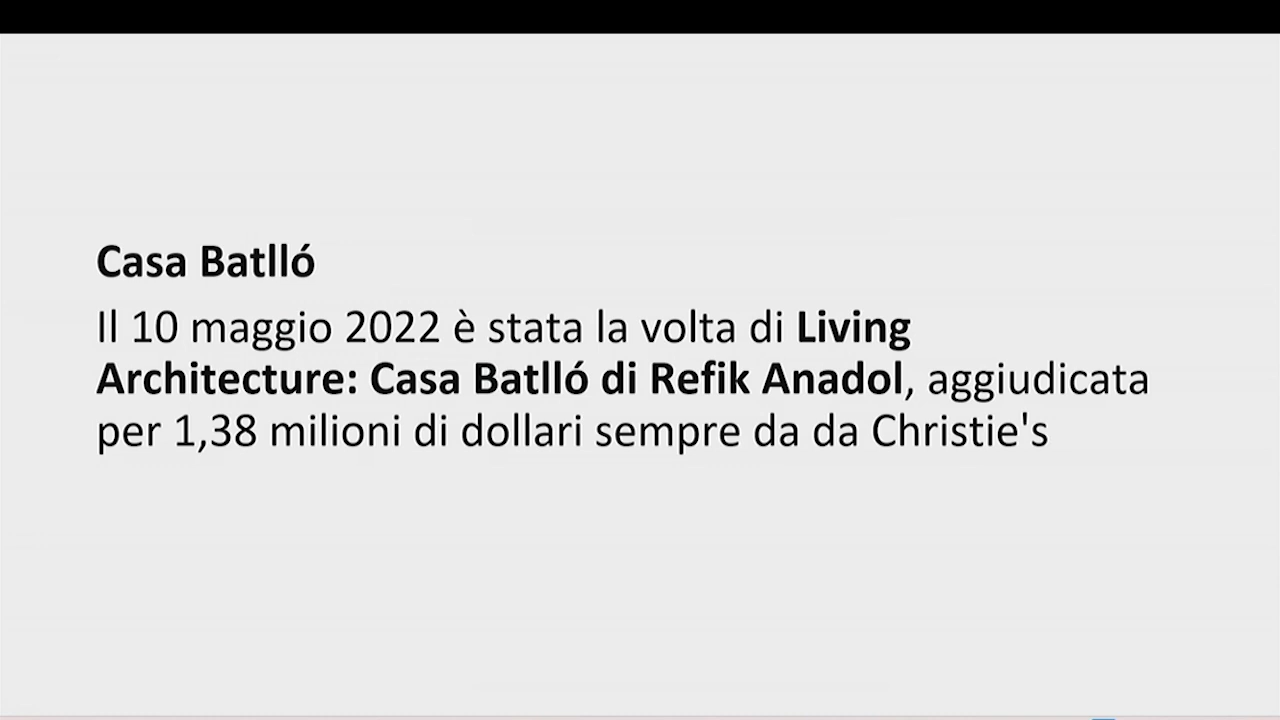 Casa Batlló
Il 10 maggio 2022 è stata la volta di Living
Architecture: Casa Batlló di Refik Anadol, aggiudicata
per 1,38 milioni di dollari sempre da da Christie's